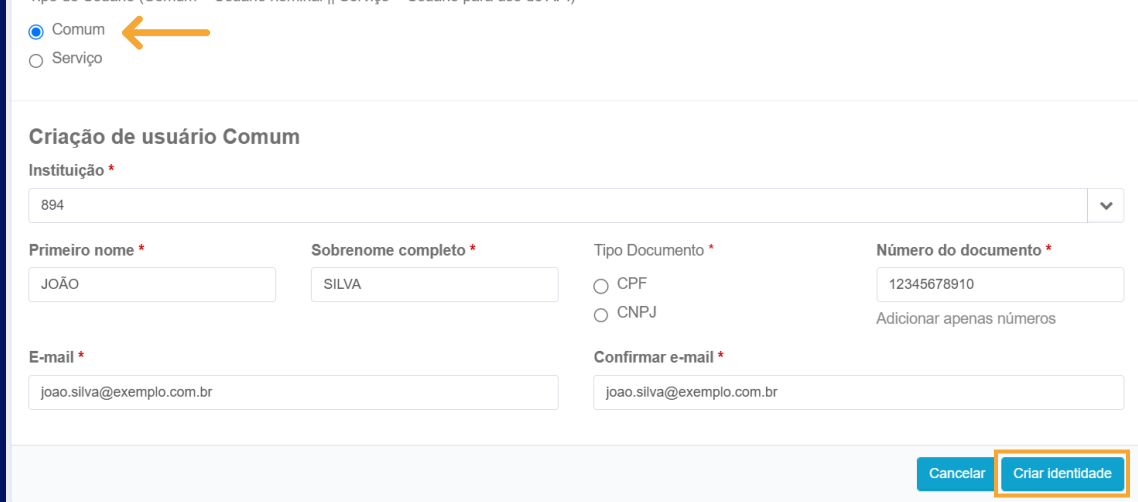 Comum
Serviço
Criação de usuário Comum
Instituição *
894
Primeiro nome *
Sobrenome completo *
Tipo Documento *
Número do documento *
JOÃO
SILVA
CPF
12345678910
CNPJ
Adicionar apenas números
E-mail *
Confirmar e-mail *
joao.silva@exemplo.com.br
joao.silva@exemplo.com.br
Cancelar
Criar identidade